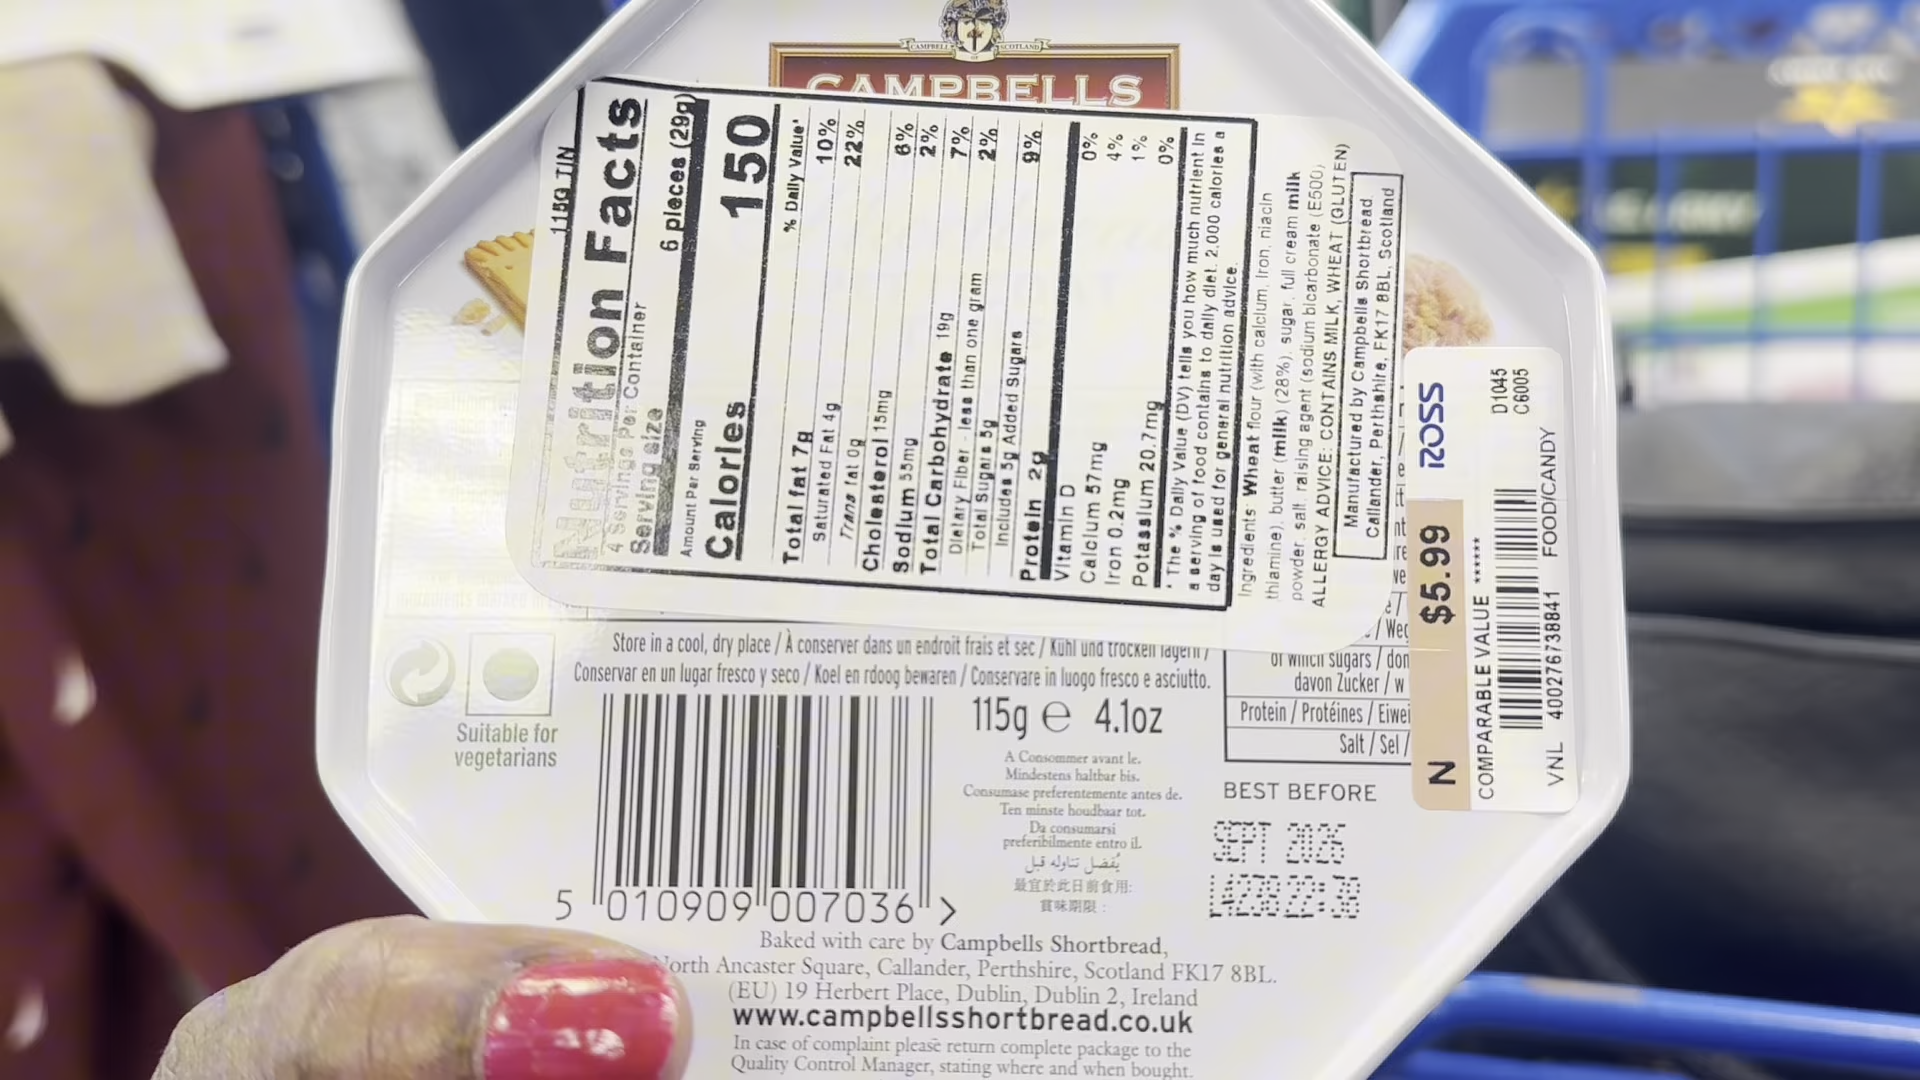 CAMPBELL SCOTLAND
CAMPBELLS
115G TIN
Nutrition Facts
4 Servings Per Container
Serving size 6 pieces (29g)
Amount Per Serving
Calories 150
% Daily Value*
Total fat 7g 10%
Saturated Fat 4g 22%
Trans fat 0g
Cholesterol 15mg 6%
Sodium 55mg 2%
Total Carbohydrate 19g 7%
Dietary Fiber - less than one gram 2%
Total Sugars 5g
Includes 5g Added Sugars 9%
Protein 2g
Vitamin D 0%
Calcium 57mg 4%
Iron 0.2mg 1%
Potassium 20.7mg 0%
* The % Daily Value (DV) tells you how much nutrient in
a serving of food contains to daily diet. 2,000 calories a
day is used for general nutrition advice.
Ingredients: Wheat flour (with calcium, iron, niacin
thiamine), butter (milk) (28%), sugar, full cream milk
powder, salt, raising agent (sodium bicarbonate (E500)
ALLERGY ADVICE: CONTAINS MILK, WHEAT (GLUTEN)
Manufactured by Campbells Shortbread.
Callander, Perthshire, FK17 8BL, Scotland
Store in a cool, dry place / À conserver dans un endroit frais et sec / Kühl und trocken lagern /
Conservar en un lugar fresco y seco / Koel en rdoog bewaren / Conservare in luogo fresco e asciutto.
Suitable for
vegetarians
115g e 4.1oz
A Consommer avant le.
Mindestens haltbar bis.
Consumase preferentemente antes de.
Ten minste houdbaar tot.
Da consumarsi
preferibilmente entro il.
يُفضل تناوله قبل
最宜於此日前食用:
賞味期限:
of which sugars / don
davon Zucker / w
Protein / Protéines / Eiwei
Salt / Sel /
BEST BEFORE
SEPT 2026
L4238 22:38
5 010909 007036 >
Baked with care by Campbells Shortbread,
North Ancaster Square, Callander, Perthshire, Scotland FK17 8BL.
(EU) 19 Herbert Place, Dublin, Dublin 2, Ireland
www.campbellsshortbread.co.uk
In case of complaint please return complete package to the
Quality Control Manager, stating where and when bought.
ROSS
D1045
C6005
N $5.99
COMPARABLE VALUE ******
400276738841
VNL FOOD/CANDY